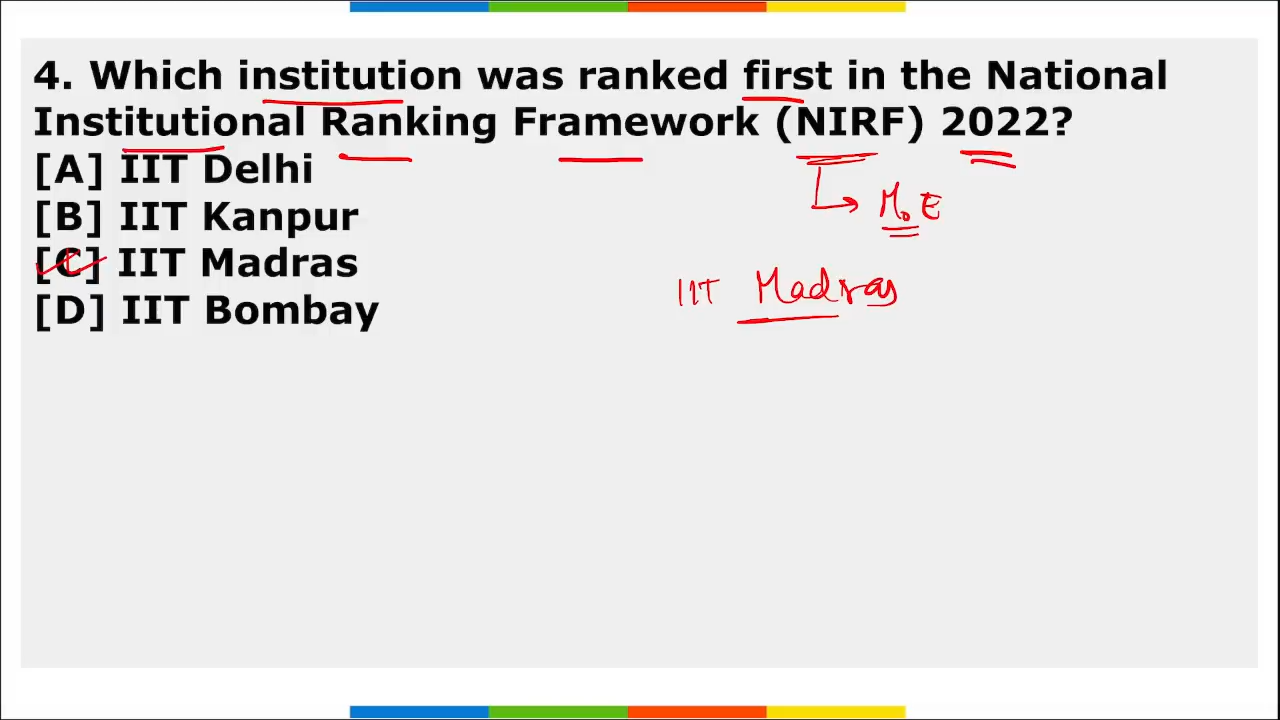 4. Which institution was ranked first in the National
Institutional Ranking Framework (NIRF) 2022?
[A] IIT Delhi
[B] IIT Kanpur
[C] IIT Madras
[D] IIT Bombay
MoE
IIT Madras